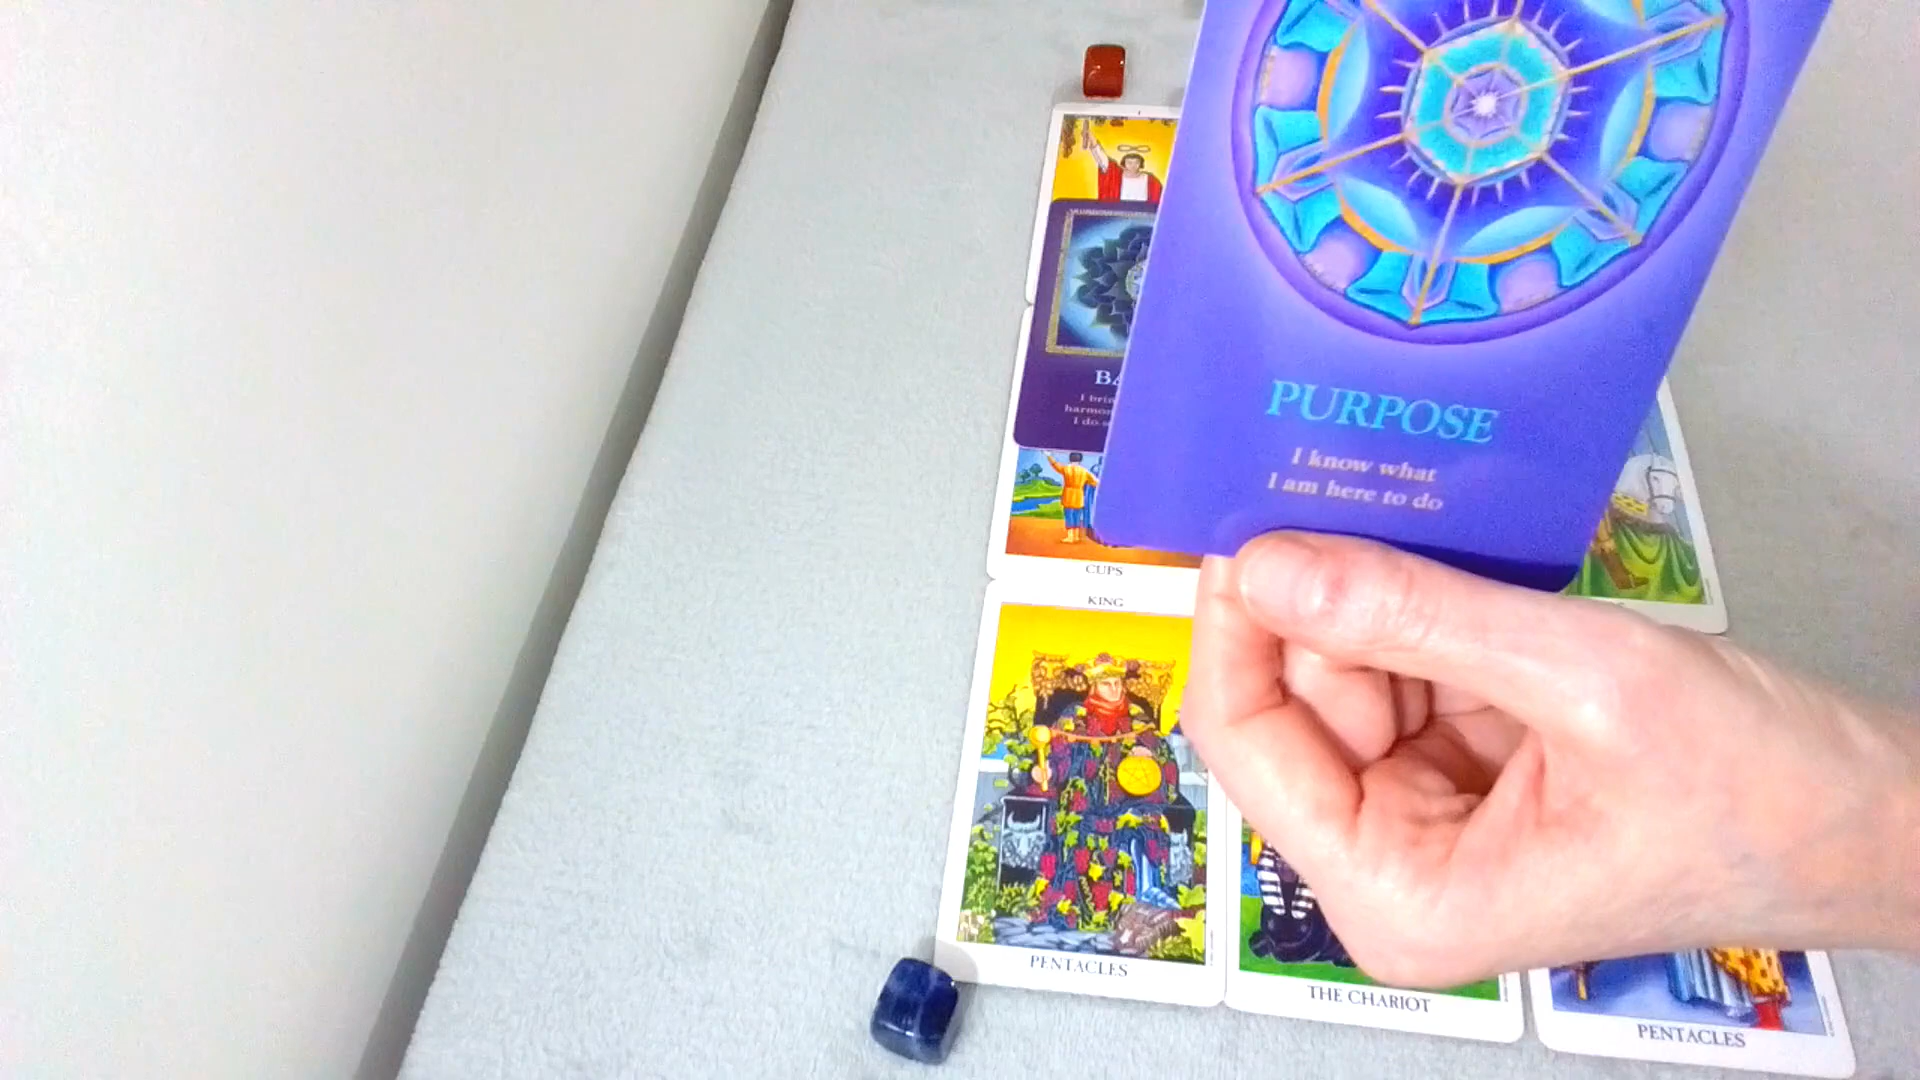 I
PURPOSE
I know what
I am here to do
CUPS
KING
PENTACLES
THE CHARIOT
PENTACLES